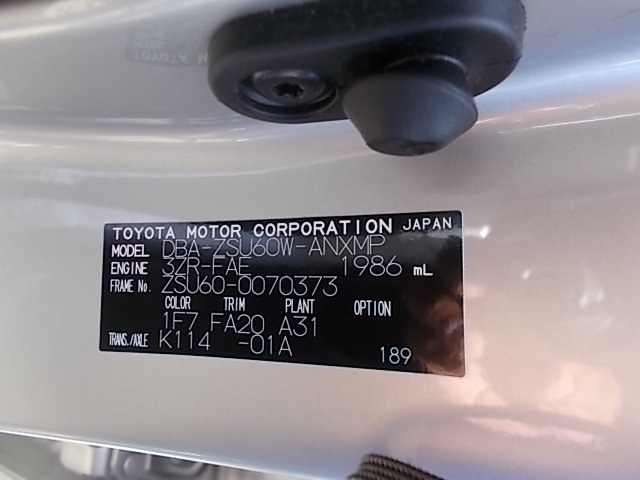 TOYOTA MOTOR CORPORATION JAPAN
MODEL DBA-ZSU60W-ANXMP
ENGINE 3ZR-FAE 1986 mL
FRAME No. ZSU60-0070373
COLOR TRIM PLANT OPTION
1F7 FA20 A31
TRANS./AXLE K114 -01A
189